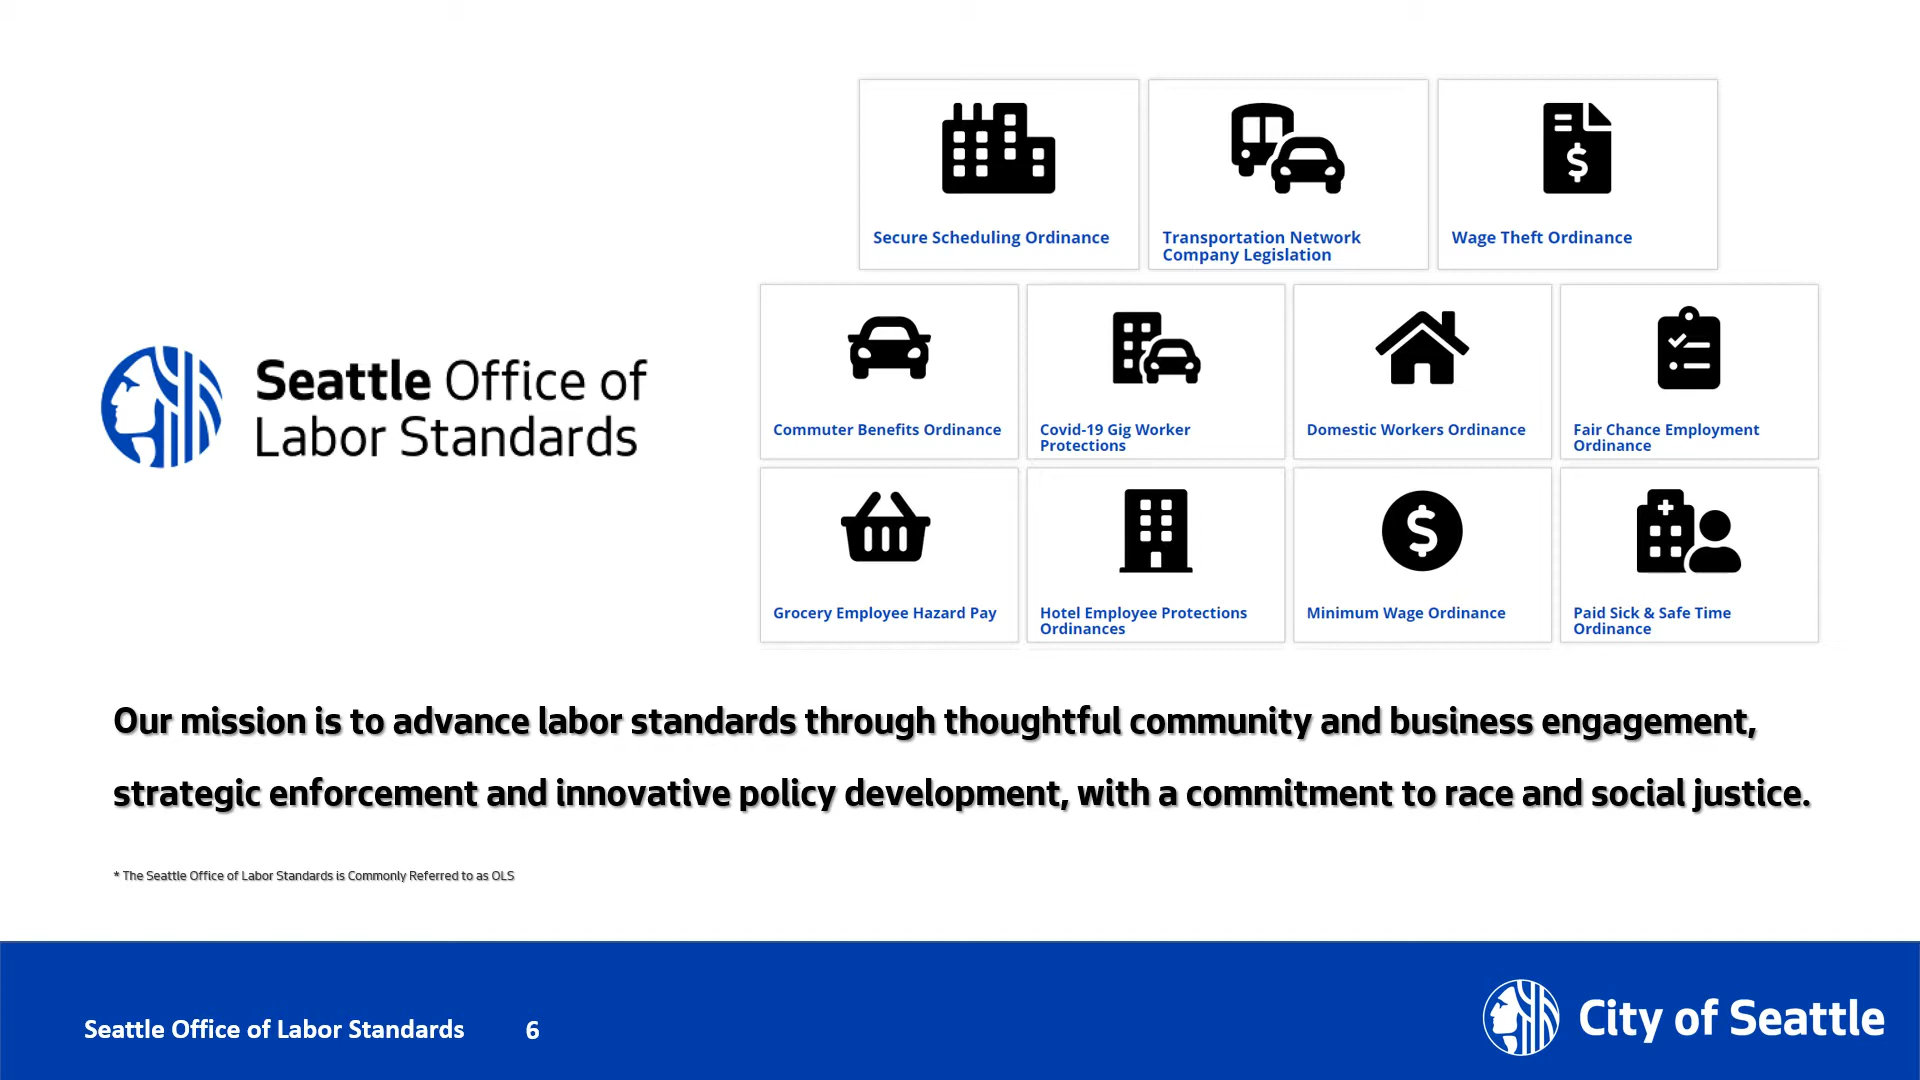 Secure Scheduling Ordinance
Transportation Network
Company Legislation
Wage Theft Ordinance
Seattle Office of
Labor Standards
Commuter Benefits Ordinance
Covid-19 Gig Worker
Protections
Domestic Workers Ordinance
Fair Chance Employment
Ordinance
Grocery Employee Hazard Pay
Hotel Employee Protections
Ordinances
Minimum Wage Ordinance
Paid Sick & Safe Time
Ordinance
Our mission is to advance labor standards through thoughtful community and business engagement,
strategic enforcement and innovative policy development, with a commitment to race and social justice.
* The Seattle Office of Labor Standards is Commonly Referred to as OLS
Seattle Office of Labor Standards 6
City of Seattle